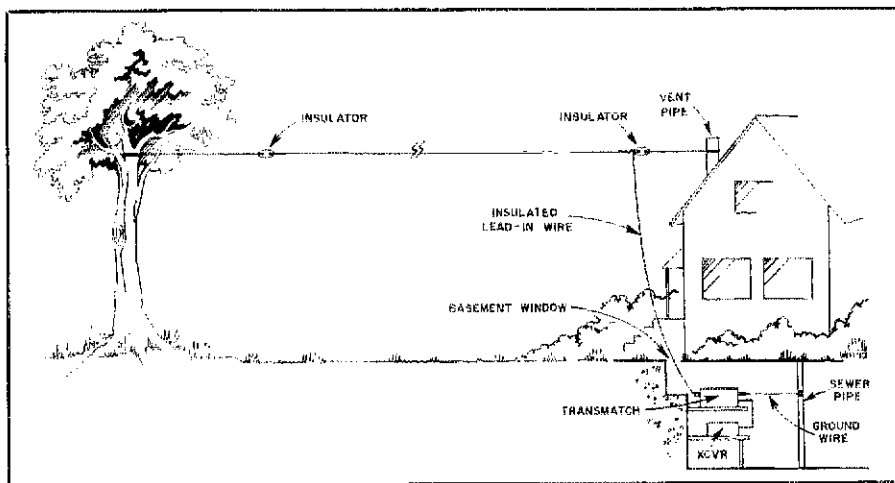 VENT
PIPE
INSULATOR
INSULATOR
INSULATED
LEAD-IN WIRE
BASEMENT WINDOW
TRANSMATCH
SEWER
PIPE
GROUND
WIRE
XCVR